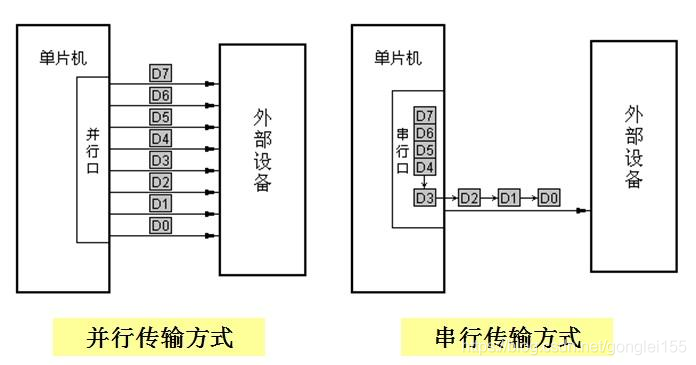 单片机
并行口
D7
D6
D5
D4
D3
D2
D1
D0
外部设备
并行传输方式
单片机
串行口
D7
D6
D5
D4
D3 D2 D1 D0
外部设备
串行传输方式
https://blog.csdn.net/gonglei155